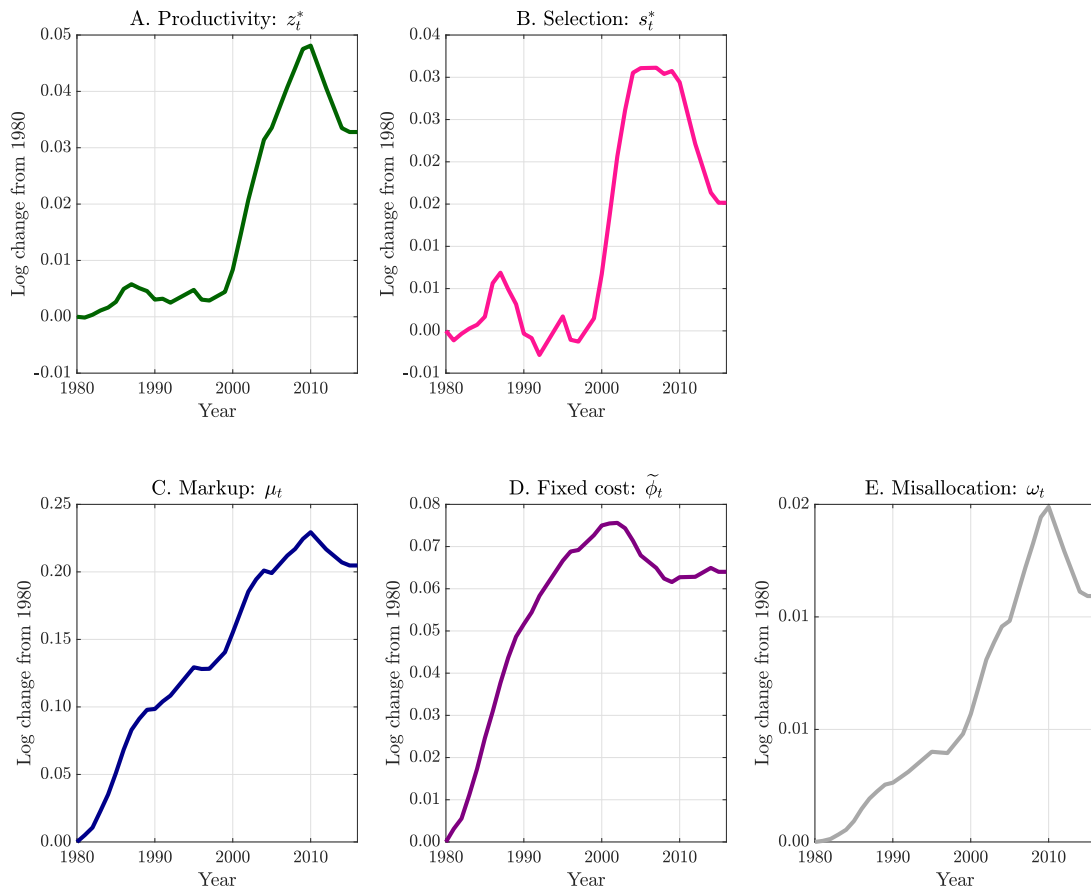 A. Productivity: z*t
Log change from 1980
0.05
0.04
0.03
0.02
0.01
0.00
-0.01
1980 1990 2000 2010
Year
B. Selection: s*t
Log change from 1980
0.04
0.03
0.03
0.02
0.02
0.01
0.01
0.00
-0.01
1980 1990 2000 2010
Year
C. Markup: μt
Log change from 1980
0.25
0.20
0.15
0.10
0.05
0.00
1980 1990 2000 2010
Year
D. Fixed cost: φ̃t
Log change from 1980
0.08
0.07
0.06
0.05
0.04
0.03
0.02
0.01
0.00
1980 1990 2000 2010
Year
E. Misallocation: ωt
Log change from 1980
0.02
0.01
0.01
0.00
1980 1990 2000 2010
Year